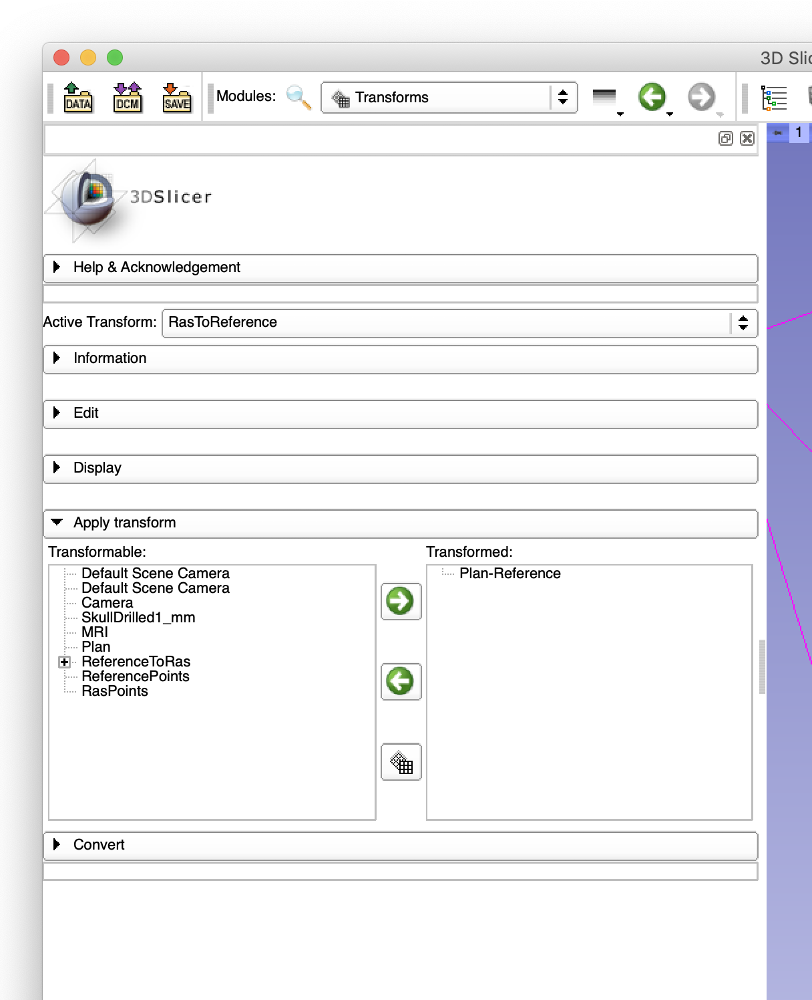 3D Slic
DATA DCM SAVE Modules: Transforms
1
3DSlicer
Help & Acknowledgement
Active Transform: RasToReference
Information
Edit
Display
Apply transform
Transformable: Transformed:
Default Scene Camera Plan-Reference
Default Scene Camera
Camera
SkullDrilled1_mm
MRI
Plan
ReferenceToRas
ReferencePoints
RasPoints
Convert